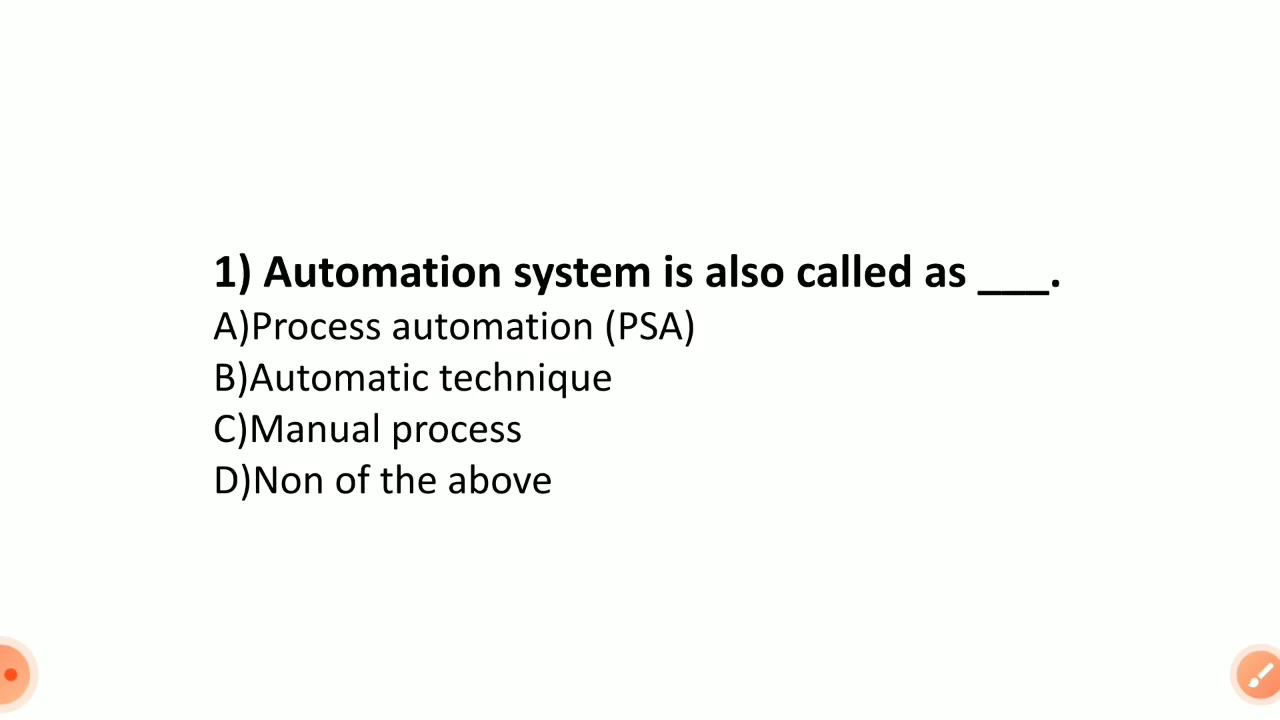 1) Automation system is also called as ___.
A)Process automation (PSA)
B)Automatic technique
C)Manual process
D)Non of the above